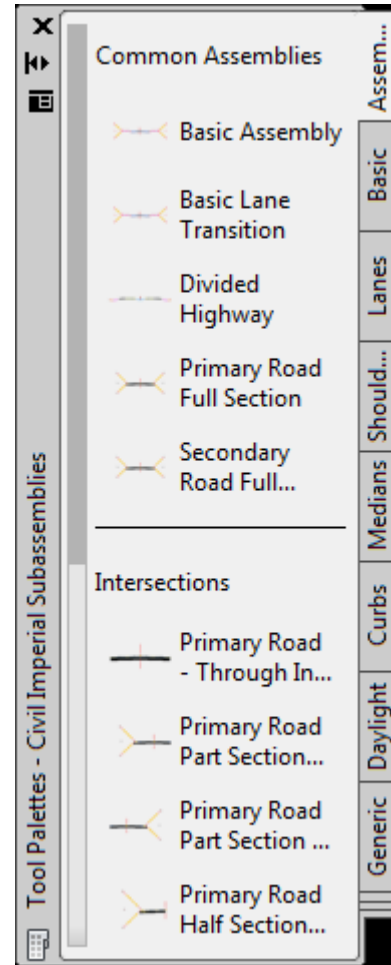 Common Assemblies
Basic Assembly
Basic Lane
Transition
Divided
Highway
Primary Road
Full Section
Secondary
Road Full...
Intersections
Primary Road
- Through In...
Primary Road
Part Section...
Primary Road
Part Section ...
Primary Road
Half Section...
Assem...
Basic
Lanes
Should...
Medians
Curbs
Daylight
Generic
Tool Palettes - Civil Imperial Subassemblies